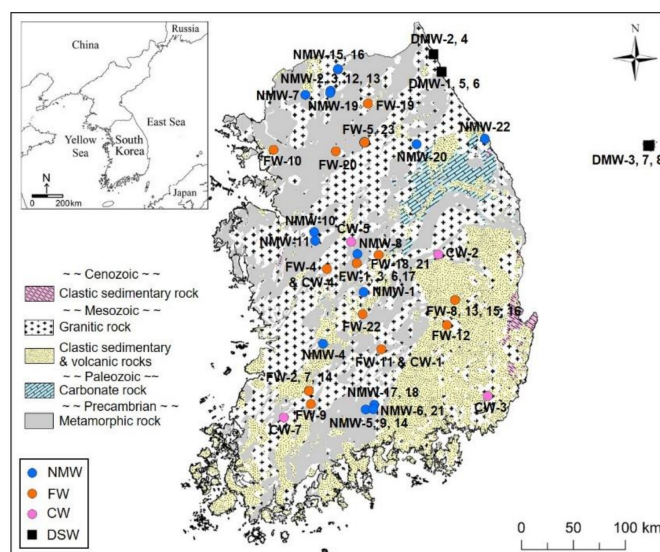 Russia
China
East Sea
Yellow
Sea
South
Korea
N
0 200km
Japan
N
DMW-2, 4
DMW-1, 5, 6
DMW-3, 7, 8
NMW-15, 16
NMW-2, 3, 12, 13
NMW-7
NMW-19
FW-19
FW-5, 23
NMW-22
FW-10
FW-20
NMW-20
NMW-10
CW-5
NMW-11
NMW-8
CW-2
FW-4
& CW-4
FW-18, 21
FW-1, 3, 6, 17
NMW-1
FW-8, 13, 15, 16
FW-22
FW-12
NMW-4
FW-11 & CW-1
FW-2, 7, 14
NMW-17, 18
CW-3
FW-9
NMW-6, 21
CW-7
NMW-5, 9, 14
~ ~ Cenozoic ~ ~
Clastic sedimentary rock
~ ~ Mesozoic ~ ~
Granitic rock
Clastic sedimentary
& volcanic rocks
~ ~ Paleozoic ~ ~
Carbonate rock
~ ~ Precambrian ~ ~
Metamorphic rock
NMW
FW
CW
DSW
0 50 100 km